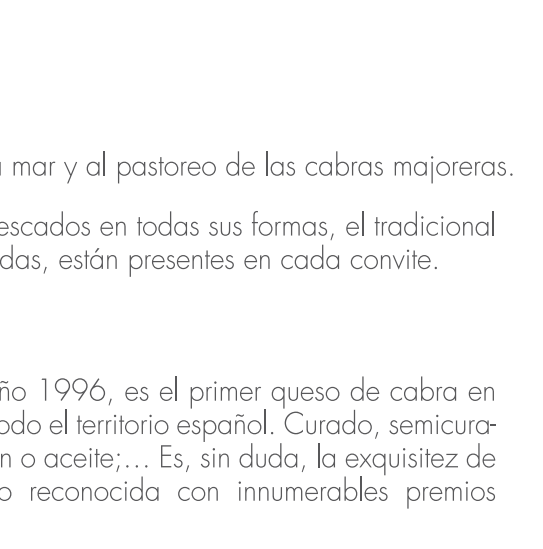 mar y al pastoreo de las cabras majoreras.
escados en todas sus formas, el tradicional
das, están presentes en cada convite.
ño 1996, es el primer queso de cabra en
odo el territorio español. Curado, semicura-
n o aceite;... Es, sin duda, la exquisitez de
o reconocida con innumerables premios